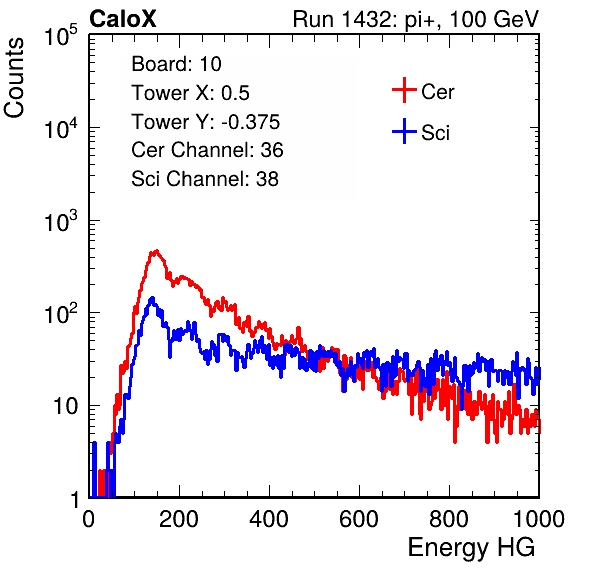 CaloX Run 1432: pi+, 100 GeV
Counts
Board: 10
Tower X: 0.5
Tower Y: -0.375
Cer Channel: 36
Sci Channel: 38
Cer
Sci
10^5
10^4
10^3
10^2
10
1
0 200 400 600 800 1000
Energy HG